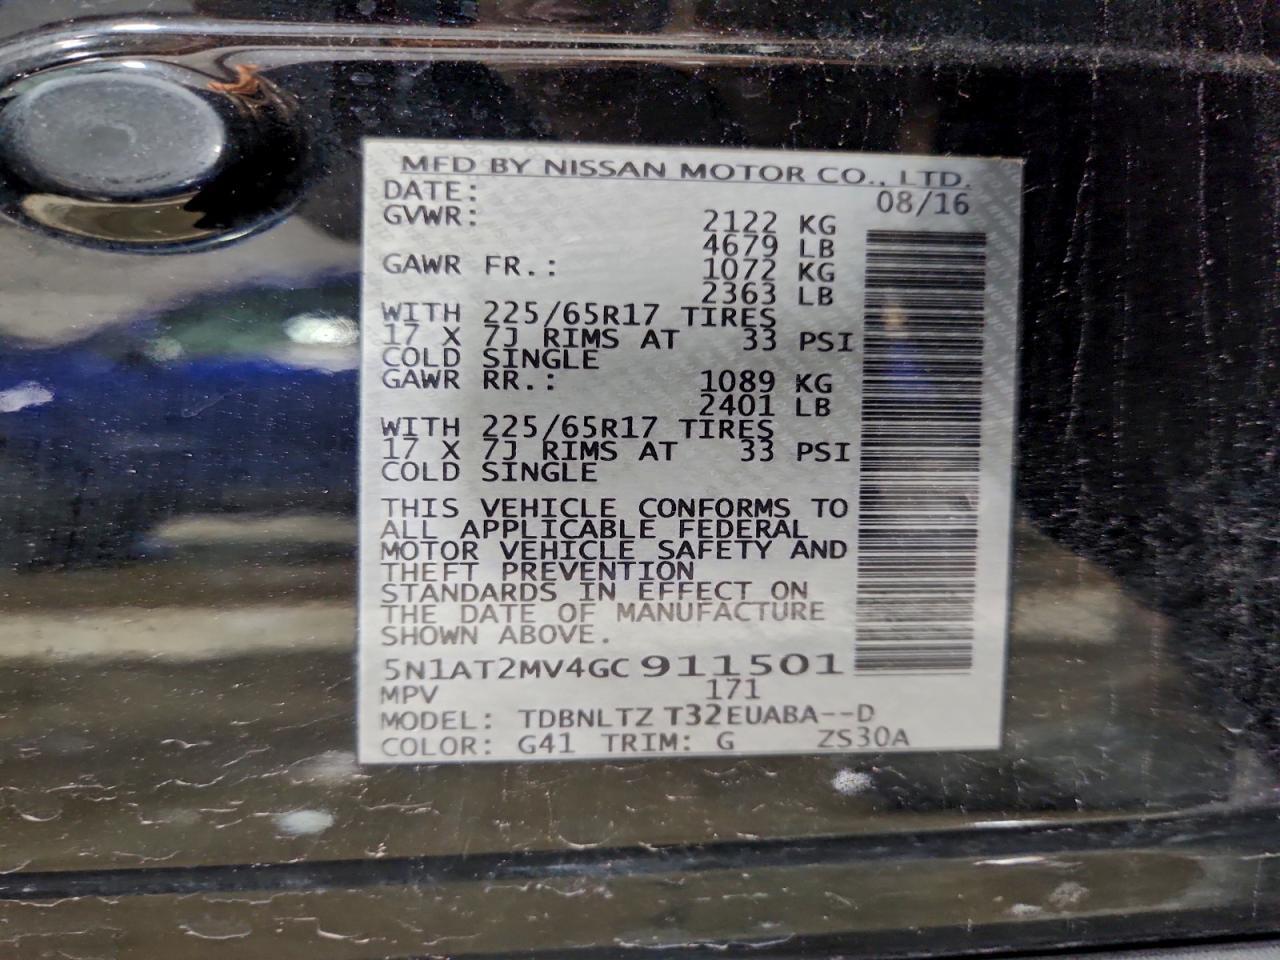 MFD BY NISSAN MOTOR CO., LTD.
DATE: 08/16
GVWR: 2122 KG
4679 LB
GAWR FR.: 1072 KG
2363 LB
WITH 225/65R17 TIRES
17 X 7J RIMS AT 33 PSI
COLD SINGLE
GAWR RR.: 1089 KG
2401 LB
WITH 225/65R17 TIRES
17 X 7J RIMS AT 33 PSI
COLD SINGLE
THIS VEHICLE CONFORMS TO
ALL APPLICABLE FEDERAL
MOTOR VEHICLE SAFETY AND
THEFT PREVENTION
STANDARDS IN EFFECT ON
THE DATE OF MANUFACTURE
SHOWN ABOVE.
5N1AT2MV4GC911501
MPV 171
MODEL: TDBNLTZ T32EUABA--D
COLOR: G41 TRIM: G ZS30A